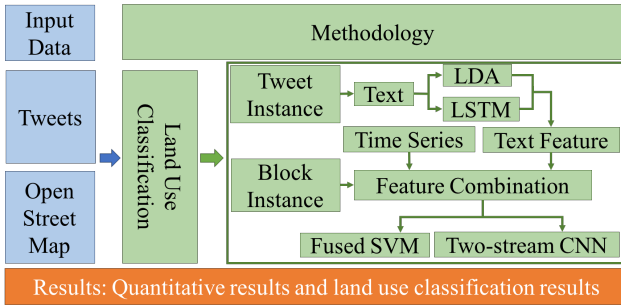 Input
Data
Methodology
Tweets
Open
Street
Map
Land Use
Classification
Tweet
Instance
Text
LDA
LSTM
Time Series
Text Feature
Block
Instance
Feature Combination
Fused SVM
Two-stream CNN
Results: Quantitative results and land use classification results